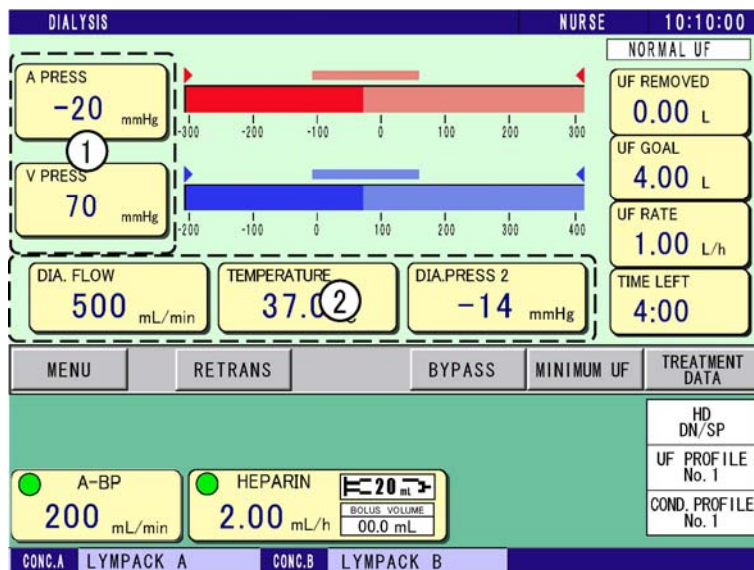 DIALYSIS NURSE 10:10:00
NORMAL UF
A PRESS
-20 mmHg
-300 -200 -100 0 100 200 300
1
V PRESS
70 mmHg
-200 -100 0 100 200 300 400
UF REMOVED
0.00 L
UF GOAL
4.00 L
UF RATE
1.00 L/h
TIME LEFT
4:00
DIA. FLOW
500 mL/min
TEMPERATURE
37.0
2
DIA.PRESS 2
-14 mmHg
MENU RETRANS BYPASS MINIMUM UF TREATMENT
DATA
HD
DN/SP
UF PROFILE
No. 1
COND. PROFILE
No. 1
A-BP
200 mL/min
HEPARIN
2.00 mL/h
20 mL
BOLUS VOLUME
00.0 mL
CONC.A LYMPACK A CONC.B LYMPACK B